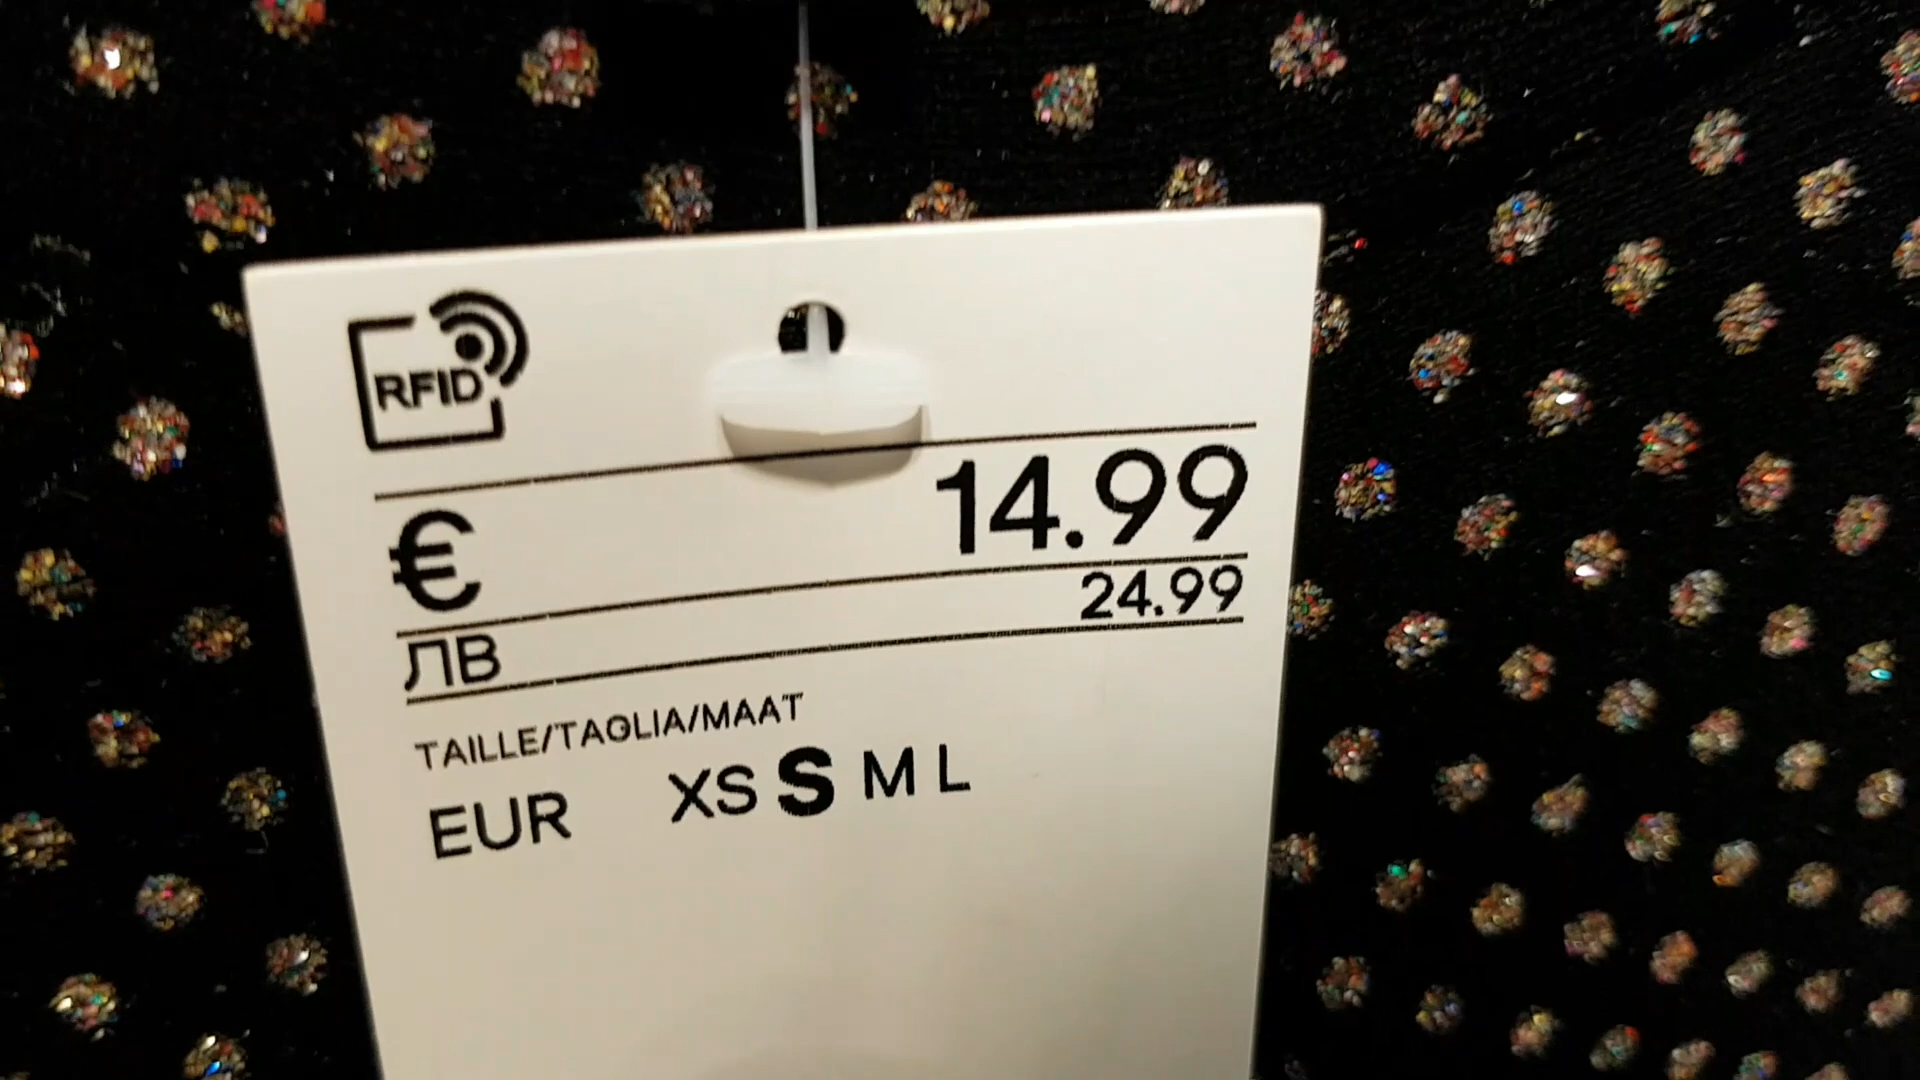 RFID
€ 14.99
ЛВ 24.99
TAILLE/TAGLIA/MAAT
EUR XS S M L